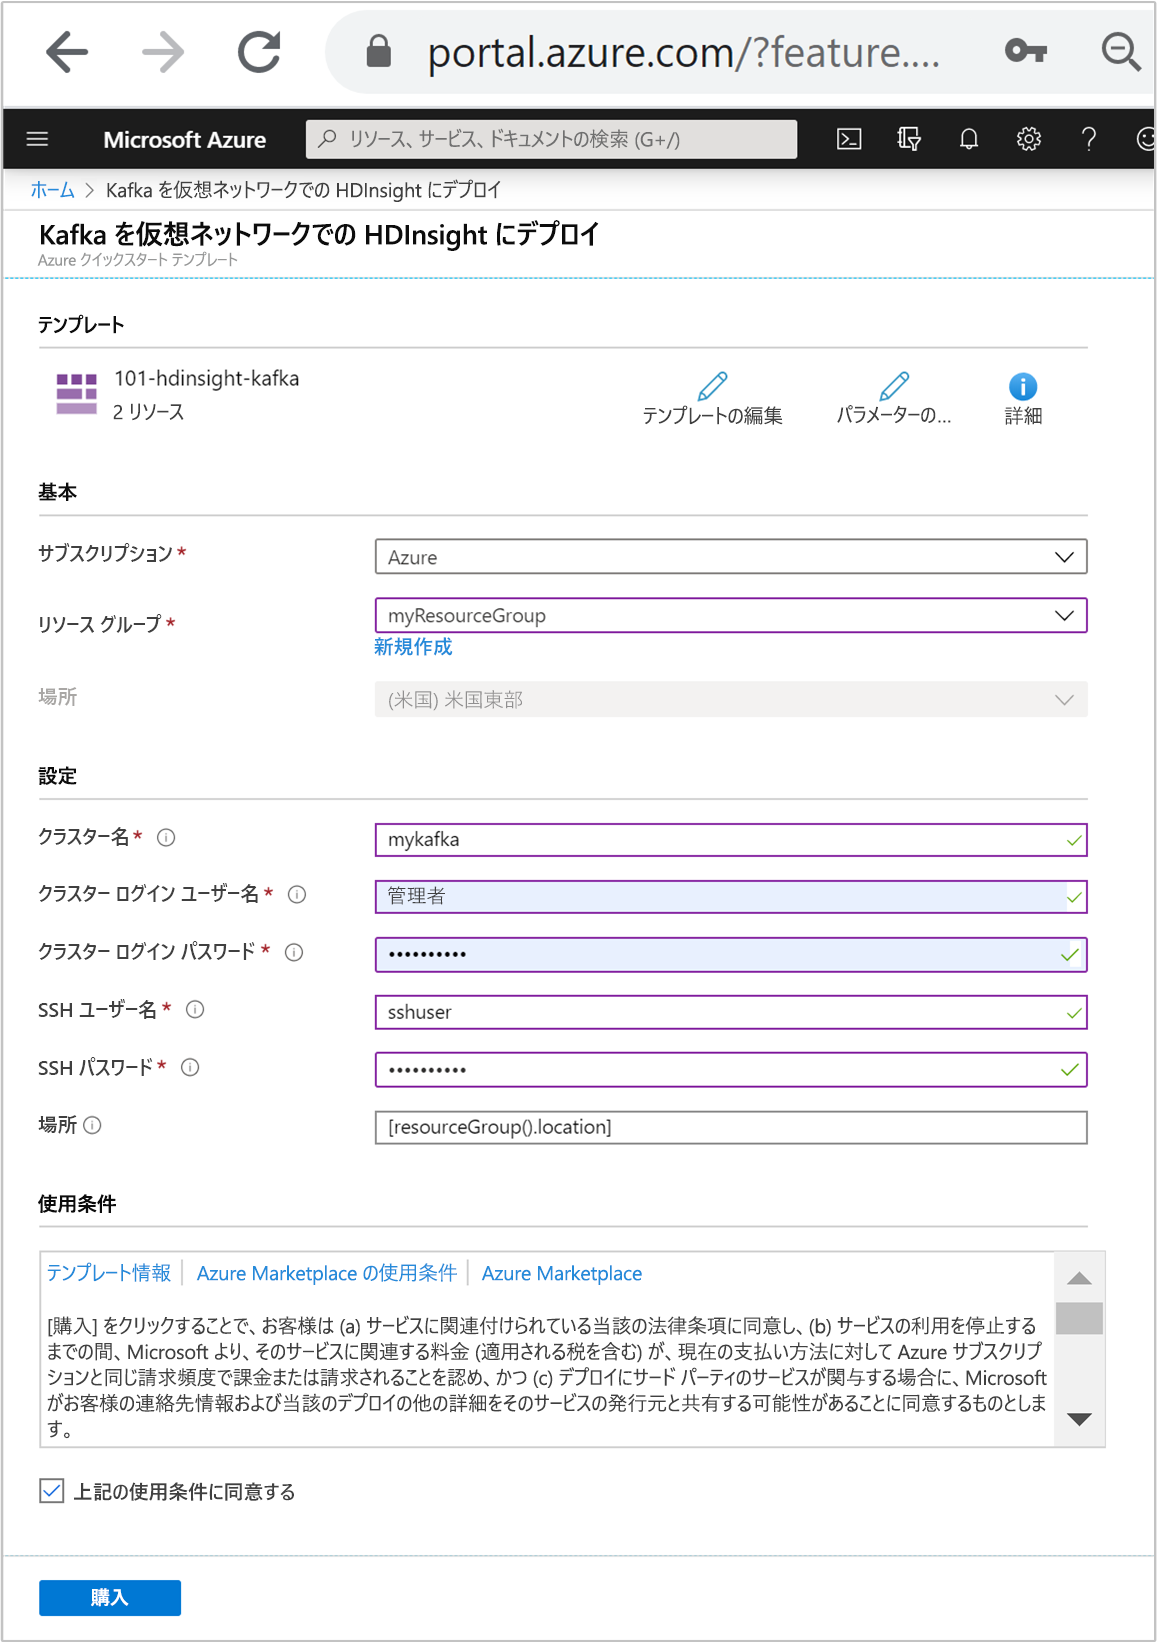 portal.azure.com/?feature....
Microsoft Azure
リソース、サービス、ドキュメントの検索 (G+/)
ホーム > Kafka を仮想ネットワークでの HDInsight にデプロイ
Kafka を仮想ネットワークでの HDInsight にデプロイ
Azure クイックスタート テンプレート
テンプレート
101-hdinsight-kafka
2 リソース
テンプレートの編集
パラメーターの...
詳細
基本
サブスクリプション *
Azure
リソース グループ *
myResourceGroup
新規作成
場所
(米国) 米国東部
設定
クラスター名 *
mykafka
クラスター ログイン ユーザー名 *
管理者
クラスター ログイン パスワード *
••••••••••
SSH ユーザー名 *
sshuser
SSH パスワード *
••••••••••
場所
[resourceGroup().location]
使用条件
テンプレート情報 | Azure Marketplace の使用条件 | Azure Marketplace
[購入] をクリックすることで、お客様は (a) サービスに関連付けられている当該の法律条項に同意し、(b) サービスの利用を停止する
までの間、Microsoft より、そのサービスに関連する料金 (適用される税を含む) が、現在の支払い方法に対して Azure サブスクリプ
ションと同じ請求頻度で課金または請求されることを認め、かつ (c) デプロイにサード パーティのサービスが関与する場合に、Microsoft
がお客様の連絡先情報および当該のデプロイの他の詳細をそのサービスの発行元と共有する可能性があることに同意するものとしま
す。
上記の使用条件に同意する
購入